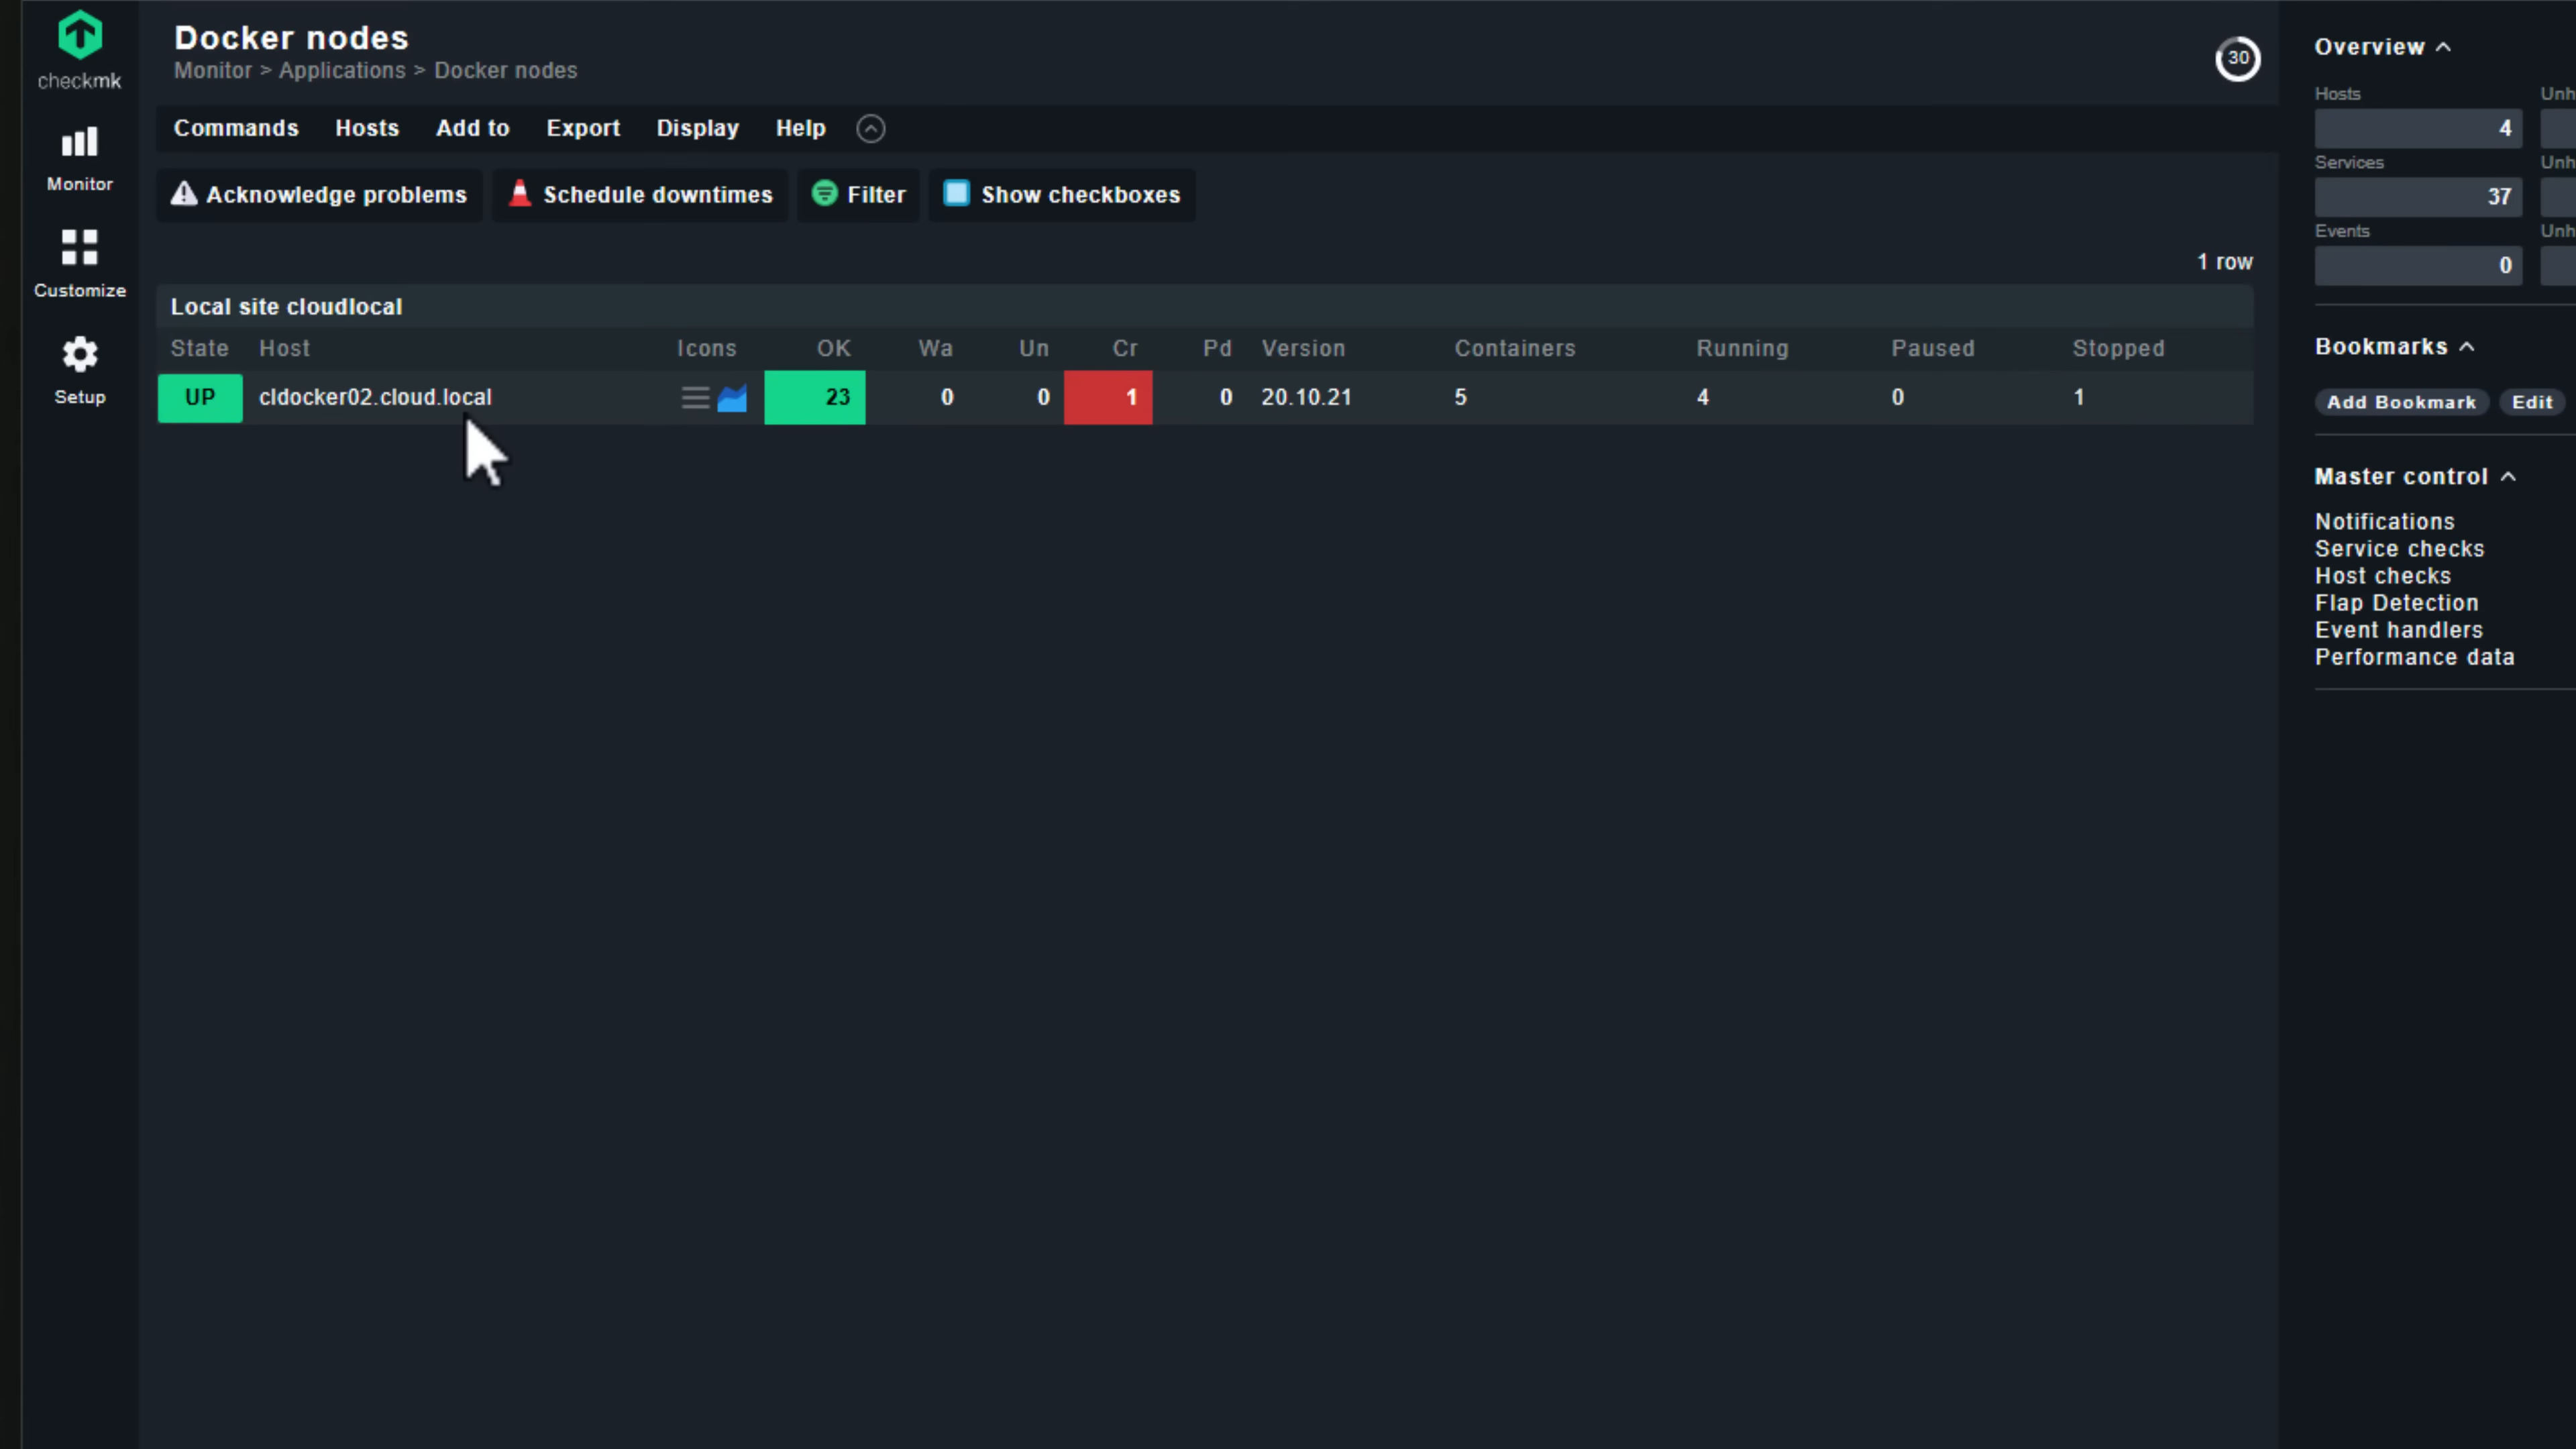 checkmk
Monitor
Customize
Setup
Docker nodes
Monitor > Applications > Docker nodes
30
Commands Hosts Add to Export Display Help
Acknowledge problems Schedule downtimes Filter Show checkboxes
1 row
Local site cloudlocal
State Host Icons OK Wa Un Cr Pd Version Containers Running Paused Stopped
UP cldocker02.cloud.local 23 0 0 1 0 20.10.21 5 4 0 1
Overview
Hosts Unh
4
Services Unh
37
Events Unh
0
Bookmarks
Add Bookmark Edit
Master control
Notifications
Service checks
Host checks
Flap Detection
Event handlers
Performance data